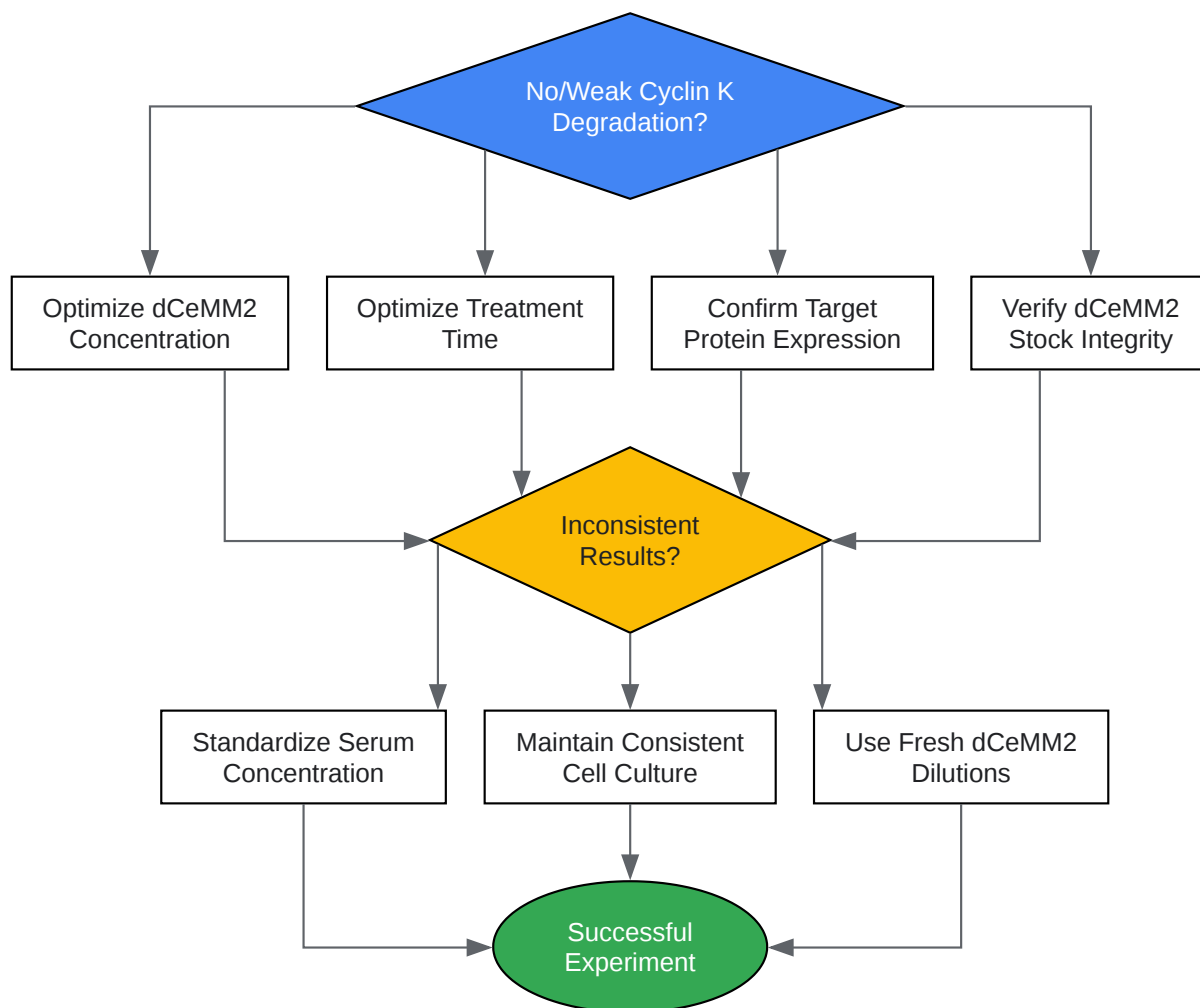 No/Weak Cyclin K
Degradation?
Optimize dCeMM2
Concentration
Optimize Treatment
Time
Confirm Target
Protein Expression
Verify dCeMM2
Stock Integrity
Inconsistent
Results?
Standardize Serum
Concentration
Maintain Consistent
Cell Culture
Use Fresh dCeMM2
Dilutions
Successful
Experiment